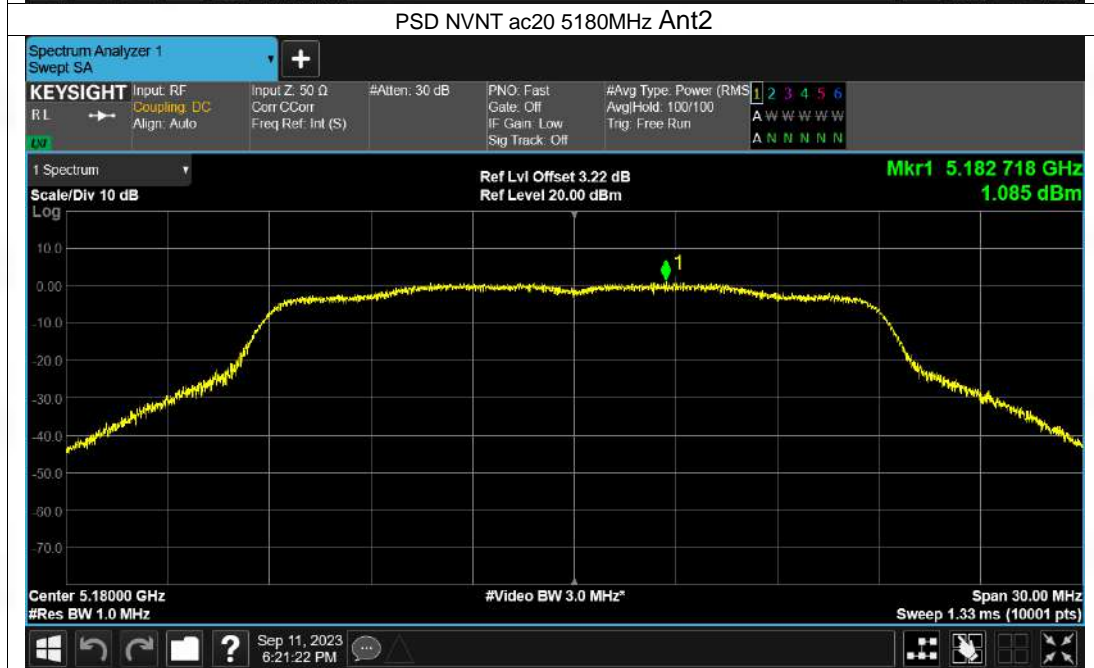 PSD NVNT ac20 5180MHz Ant2
Spectrum Analyzer 1
Swept SA
+
KEYSIGHT
RL
Input: RF
Coupling: DC
Align: Auto
Input Z: 50 Ω
Corr CCorr
Freq Ref: Int (S)
#Atten: 30 dB
PNO: Fast
Gate: Off
IF Gain: Low
Sig Track: Off
#Avg Type: Power (RMS
Avg|Hold: 100/100
Trig: Free Run
1 2 3 4 5 6
A W W W W W
A N N N N N
1 Spectrum
Scale/Div 10 dB
Log
Ref Lvl Offset 3.22 dB
Ref Level 20.00 dBm
Mkr1 5.182 718 GHz
1.085 dBm
1
10.0
0.00
-10.0
-20.0
-30.0
-40.0
-50.0
-60.0
-70.0
Center 5.18000 GHz
#Res BW 1.0 MHz
#Video BW 3.0 MHz*
Span 30.00 MHz
Sweep 1.33 ms (10001 pts)
?
Sep 11, 2023
6:21:22 PM